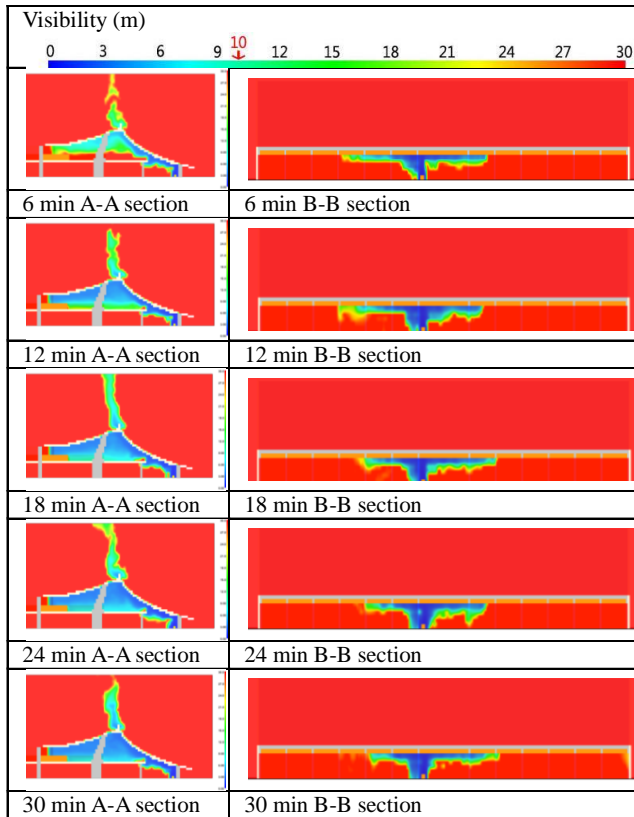 Visibility (m)
0 3 6 9 10 12 15 18 21 24 27 30
6 min A-A section 6 min B-B section
12 min A-A section 12 min B-B section
18 min A-A section 18 min B-B section
24 min A-A section 24 min B-B section
30 min A-A section 30 min B-B section